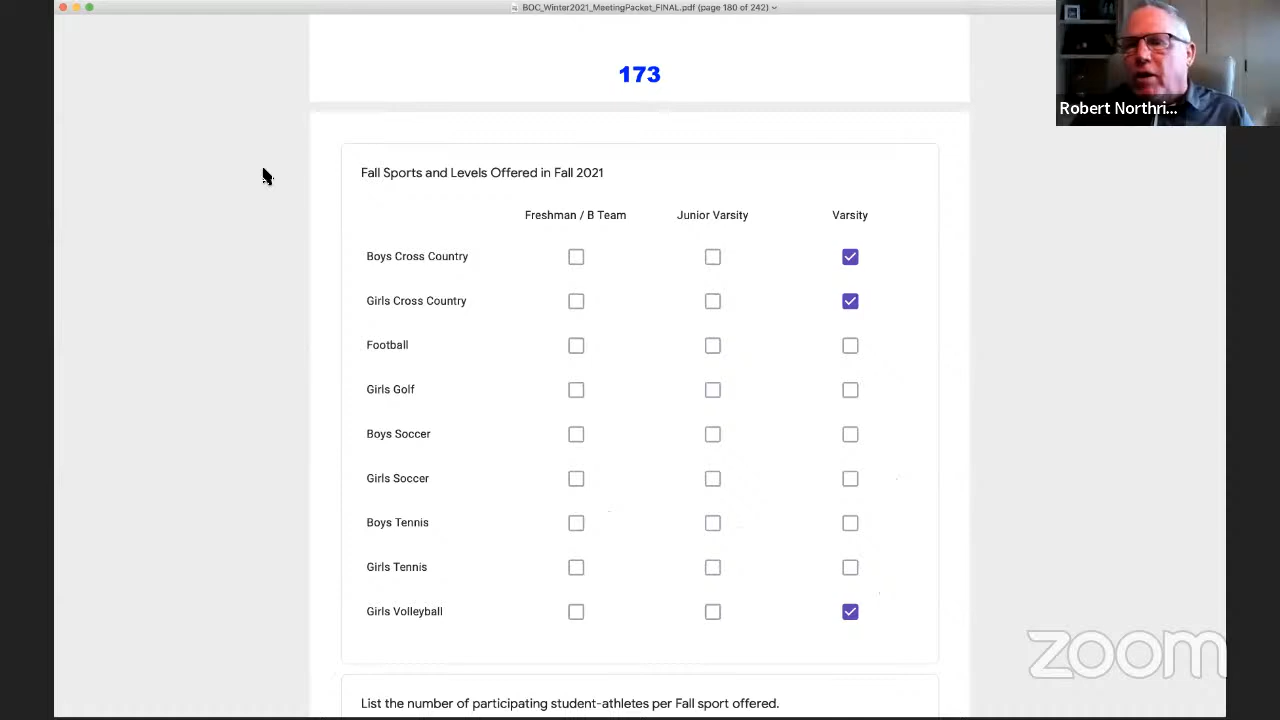 BOC_Winter2021_MeetingPacket_FINAL.pdf (page 180 of 242)
173
Robert Northri...
Fall Sports and Levels Offered in Fall 2021
Freshman / B Team Junior Varsity Varsity
Boys Cross Country
Girls Cross Country
Football
Girls Golf
Boys Soccer
Girls Soccer
Boys Tennis
Girls Tennis
Girls Volleyball
zoom
List the number of participating student-athletes per Fall sport offered.